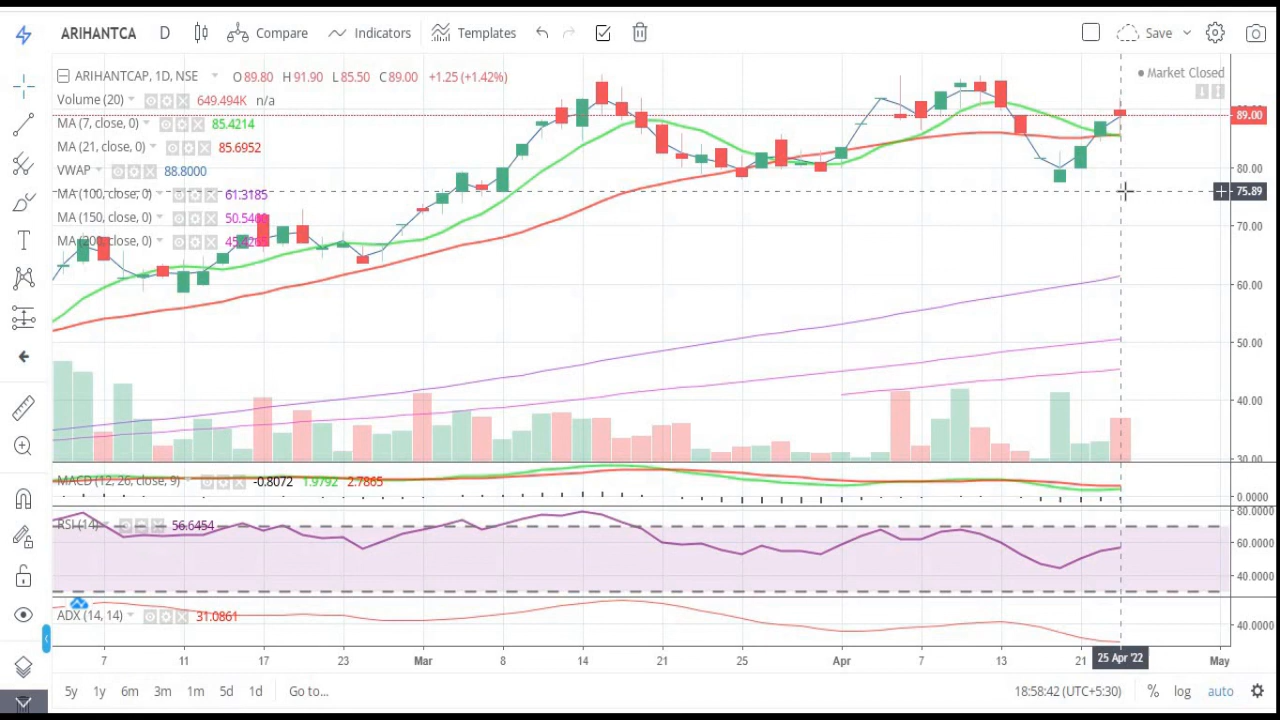 ARIHANTCA D Compare Indicators Templates Save
ARIHANTCAP, 1D, NSE O 89.80 H 91.90 L 85.50 C 89.00 +1.25 (+1.42%)
Market Closed
Volume (20) 649.494K n/a
MA (7, close, 0) 85.4214
MA (21, close, 0) 85.6952
VWAP 88.8000
MA (100, close, 0) 61.3185
MA (150, close, 0)
MA (200, close, 0)
89.00
80.00
75.89
70.00
60.00
50.00
40.00
30.00
MACD (12, 26, close, 9) -0.8072 1.9792 2.7865
0.0000
80.0000
RSI (14) 56.6454
60.0000
40.0000
ADX (14, 14) 31.0861
40.0000
7 11 17 23 Mar 8 14 21 25 Apr 7 13 21 25 Apr '22 May
5y 1y 6m 3m 1m 5d 1d Go to... 18:58:42 (UTC+5:30) % log auto